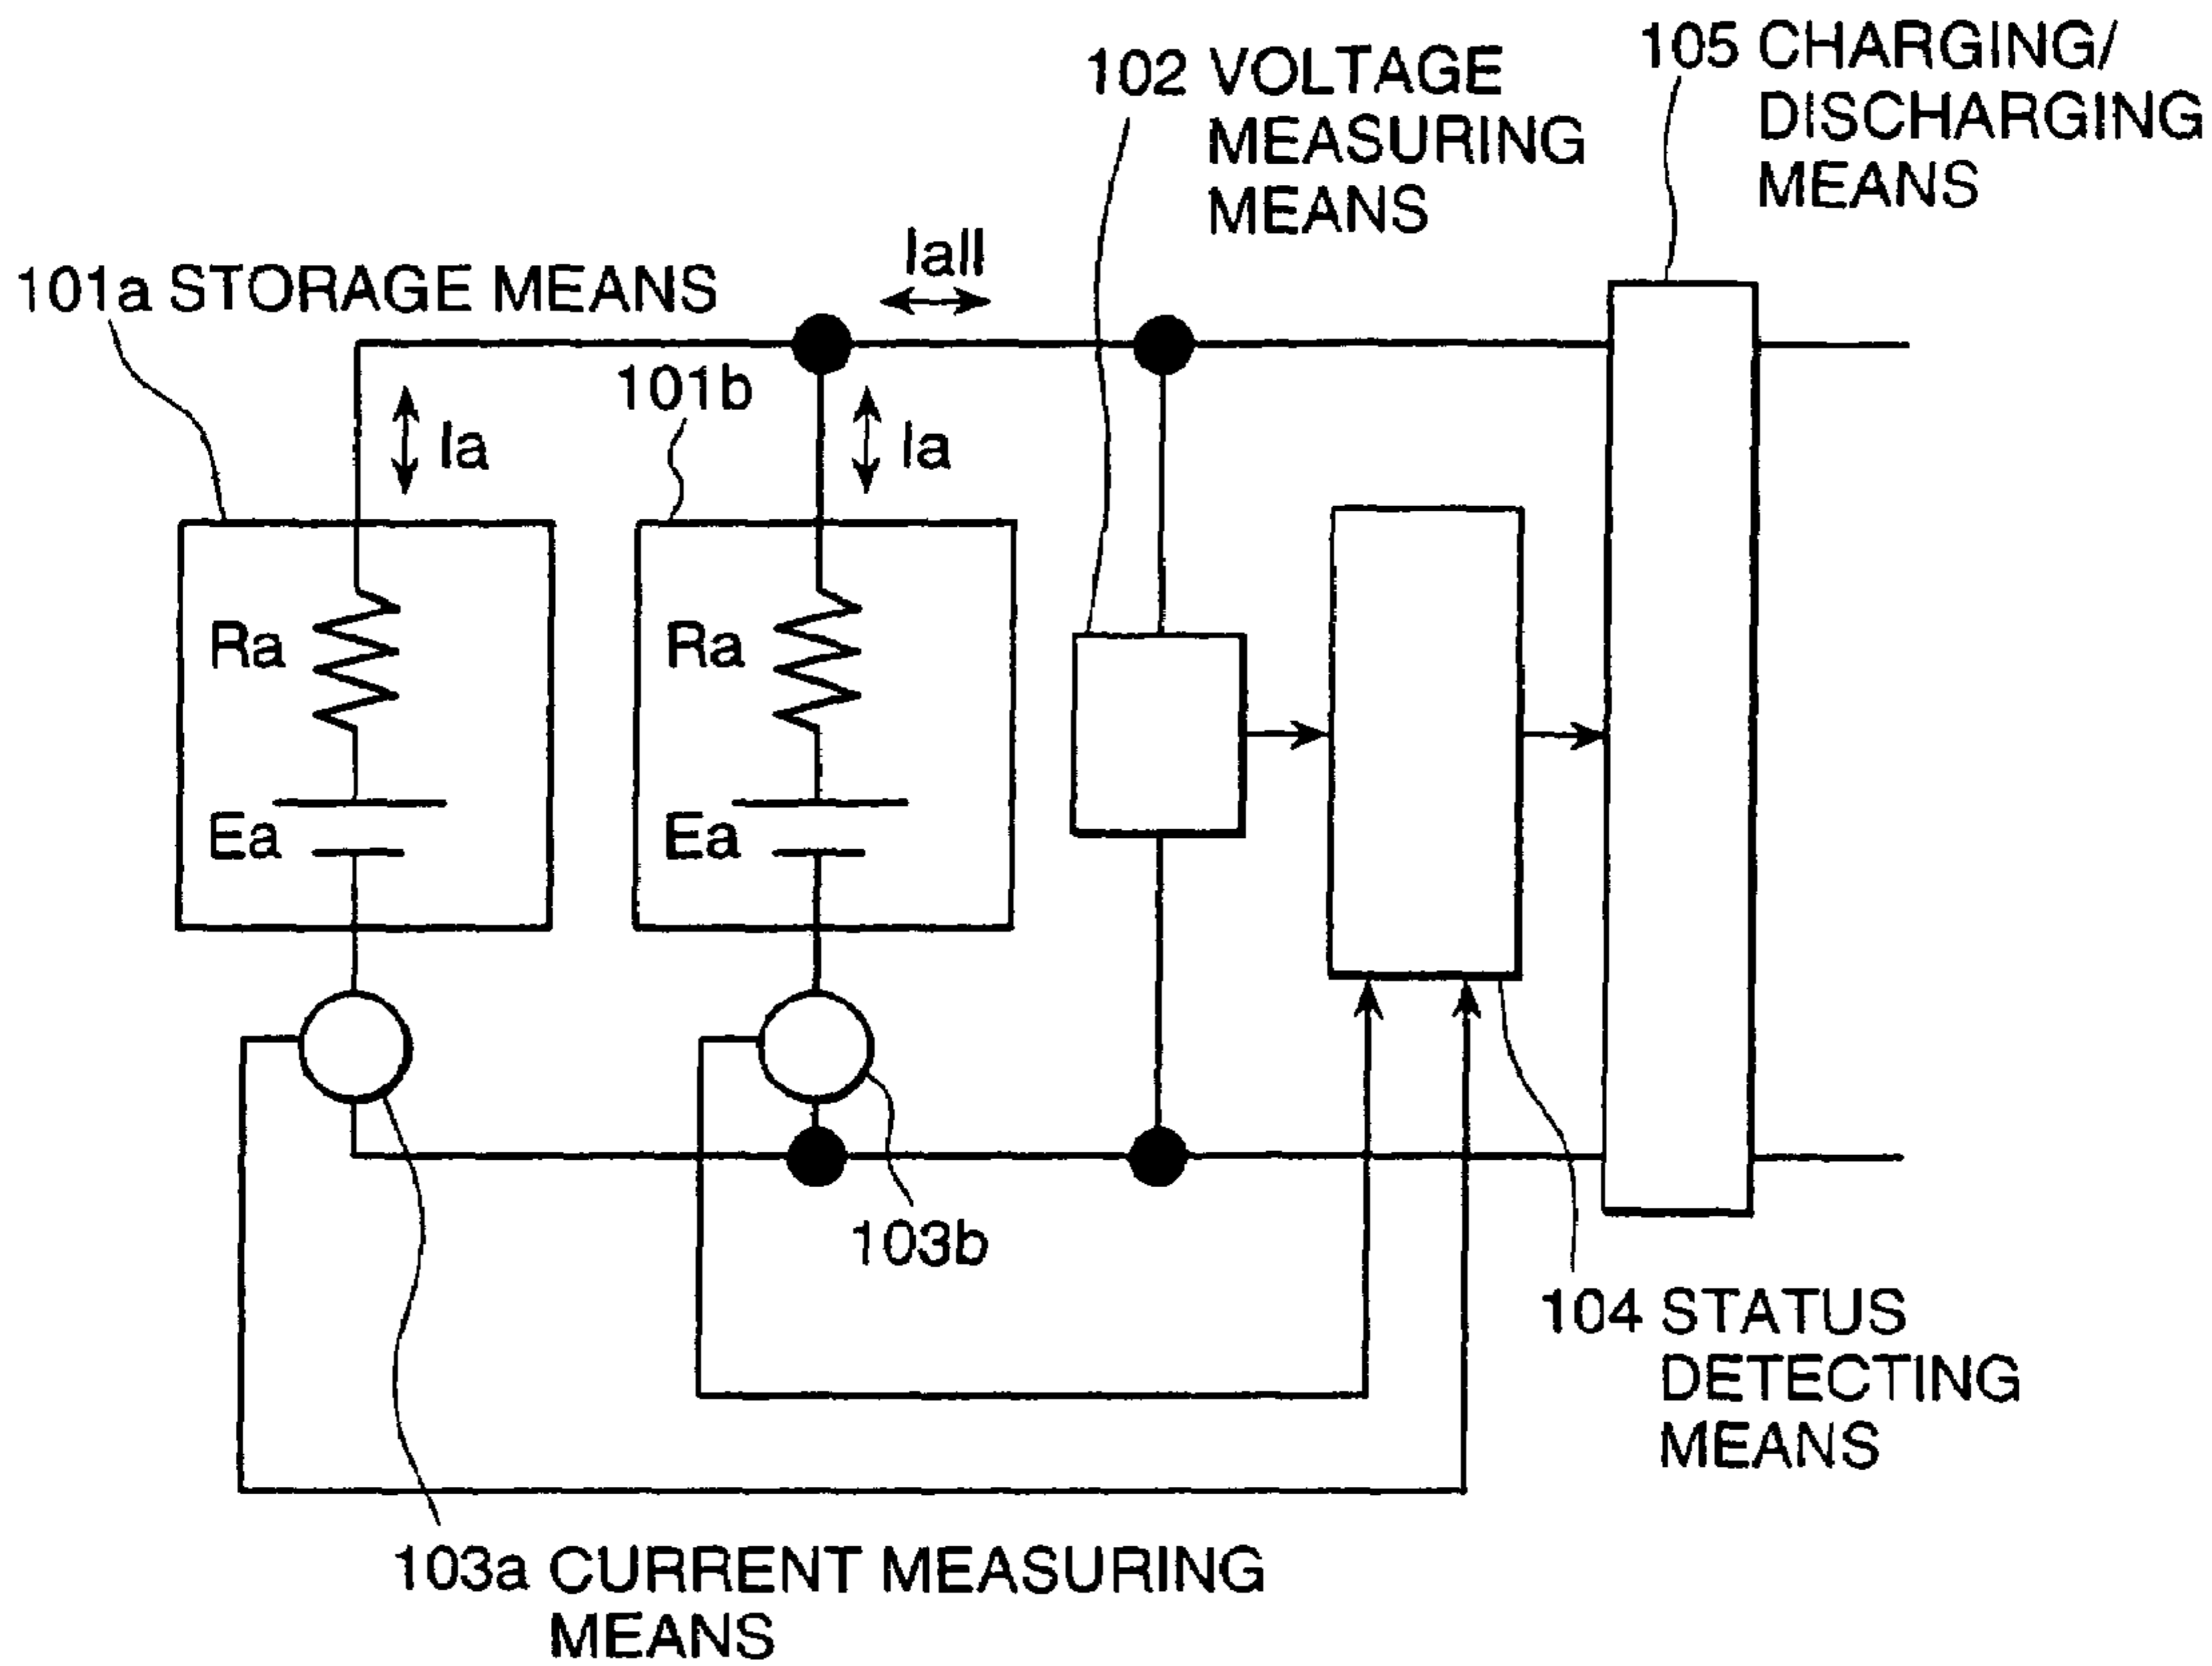 105 CHARGING/
DISCHARGING
MEANS
102 VOLTAGE
MEASURING
MEANS
Iall
101a STORAGE MEANS
101b
Ia
Ia
Ra
Ra
Ea
Ea
103b
104 STATUS
DETECTING
MEANS
103a CURRENT MEASURING
MEANS